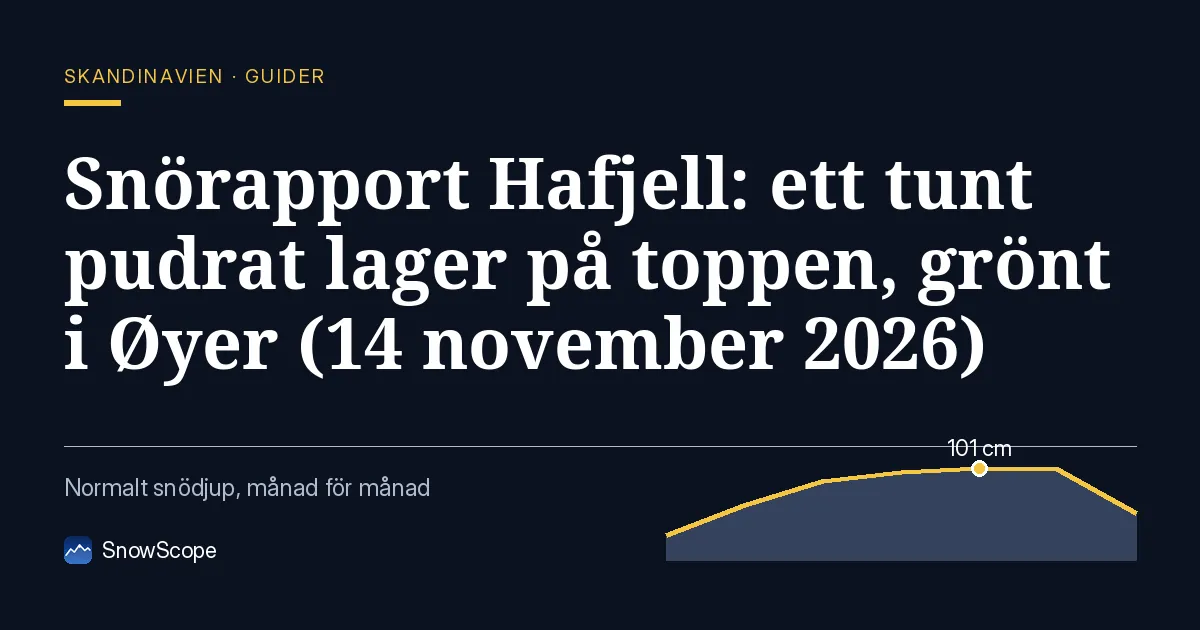 SKANDINAVIEN · GUIDER
Snörapport Hafjell: ett tunt
pudrat lager på toppen, grönt
i Øyer (14 november 2026)
101 cm
Normalt snödjup, månad för månad
SnowScope